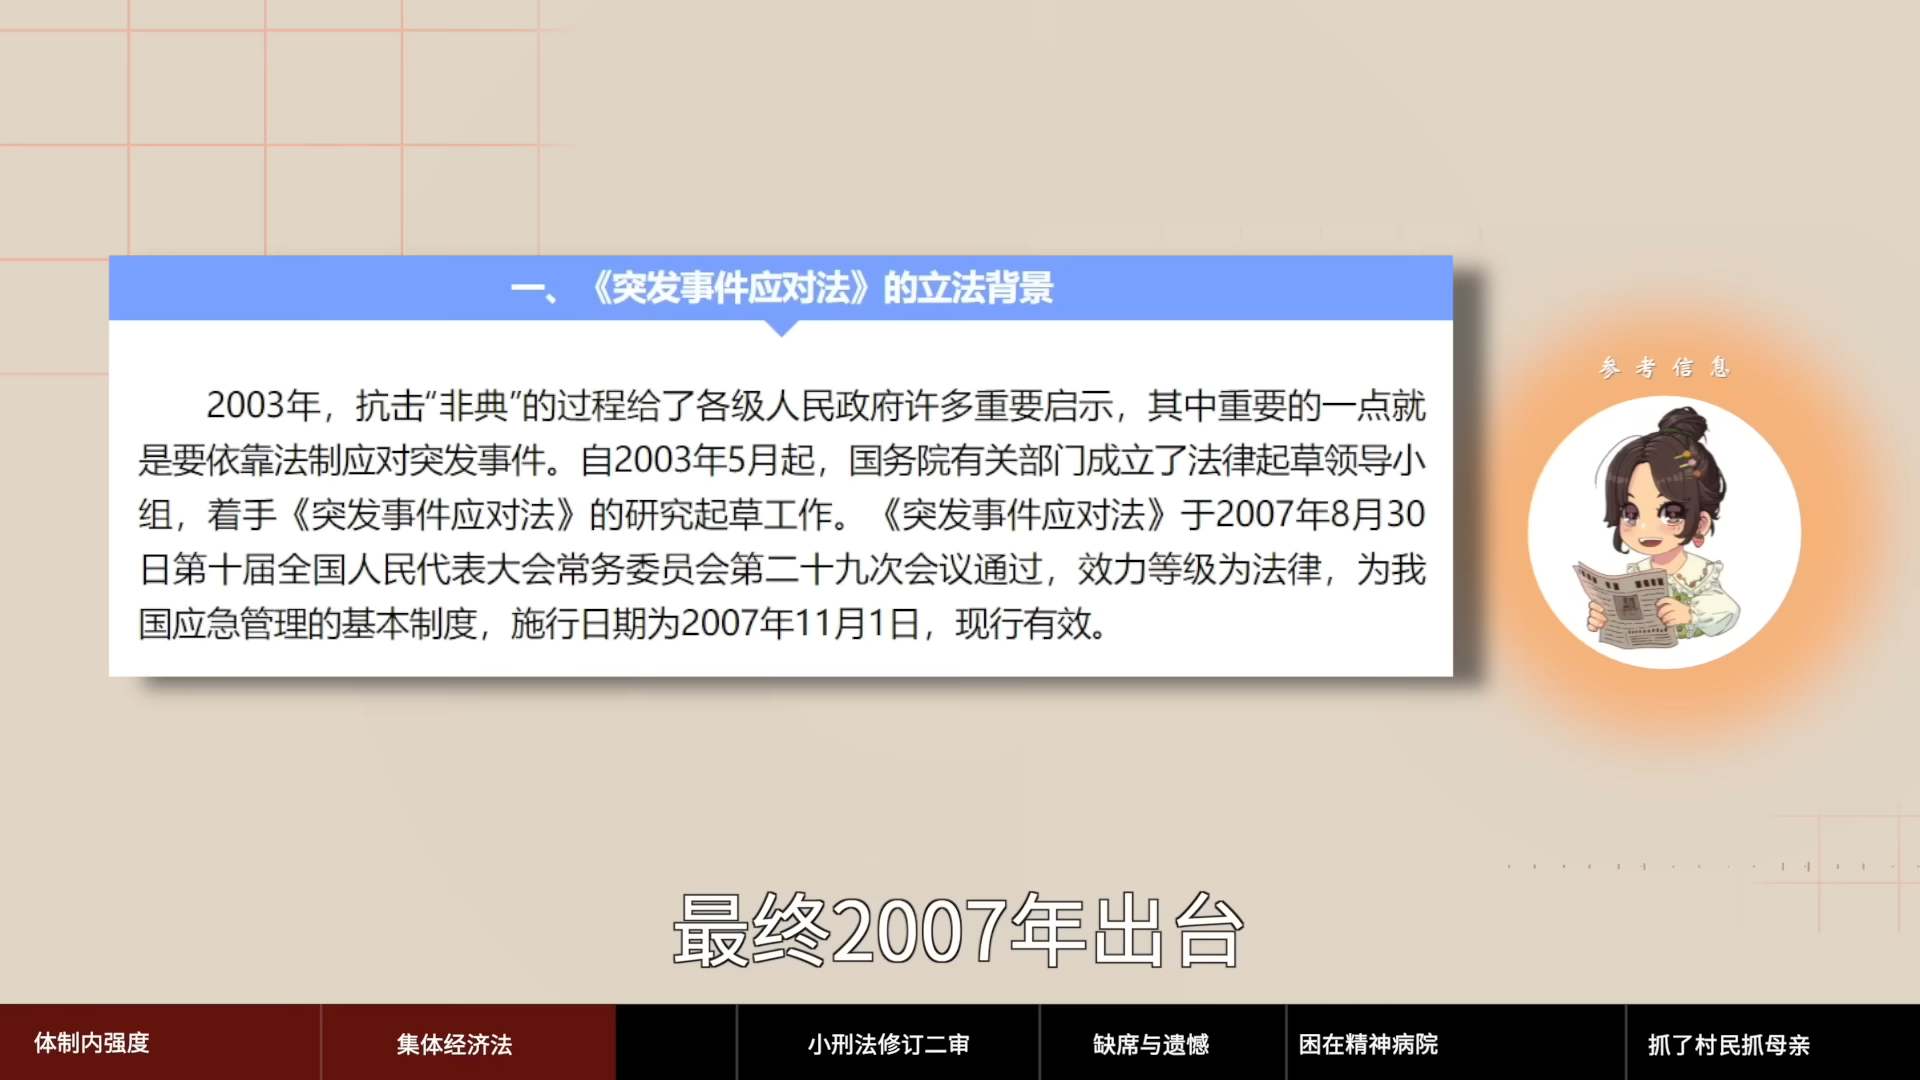 一、《突发事件应对法》的立法背景
2003年，抗击“非典”的过程给了各级人民政府许多重要启示，其中重要的一点就
是要依靠法制应对突发事件。自2003年5月起，国务院有关部门成立了法律起草领导小
组，着手《突发事件应对法》的研究起草工作。《突发事件应对法》于2007年8月30
日第十届全国人民代表大会常务委员会第二十九次会议通过，效力等级为法律，为我
国应急管理的基本制度，施行日期为2007年11月1日，现行有效。
参考信息
最终2007年出台
体制内强度
集体经济法
小刑法修订二审
缺席与遗憾
困在精神病院
抓了村民抓母亲